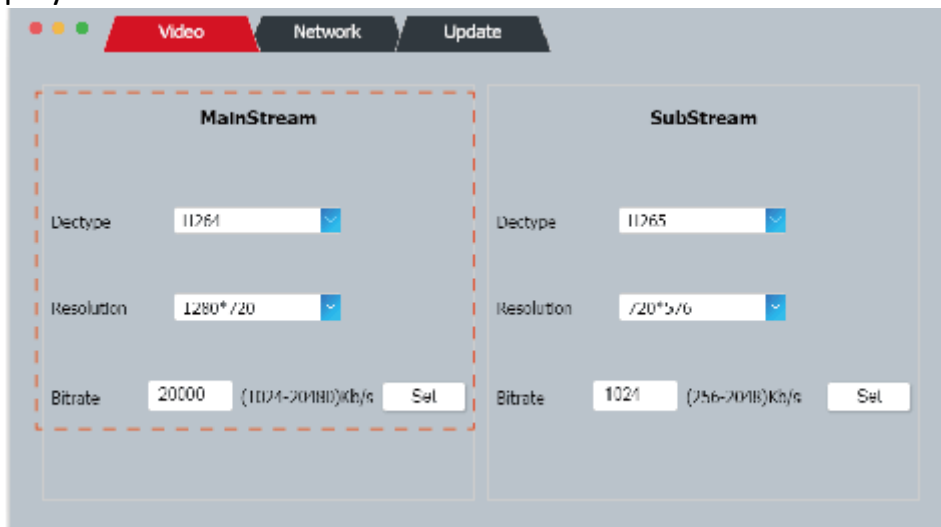 Video Network Update
MainStream
Dectype H264
Resolution 1280*720
Bitrate 20000 (1024-20480)Kb/s Set
SubStream
Dectype H265
Resolution 720*576
Bitrate 1024 (256-2048)Kb/s Set